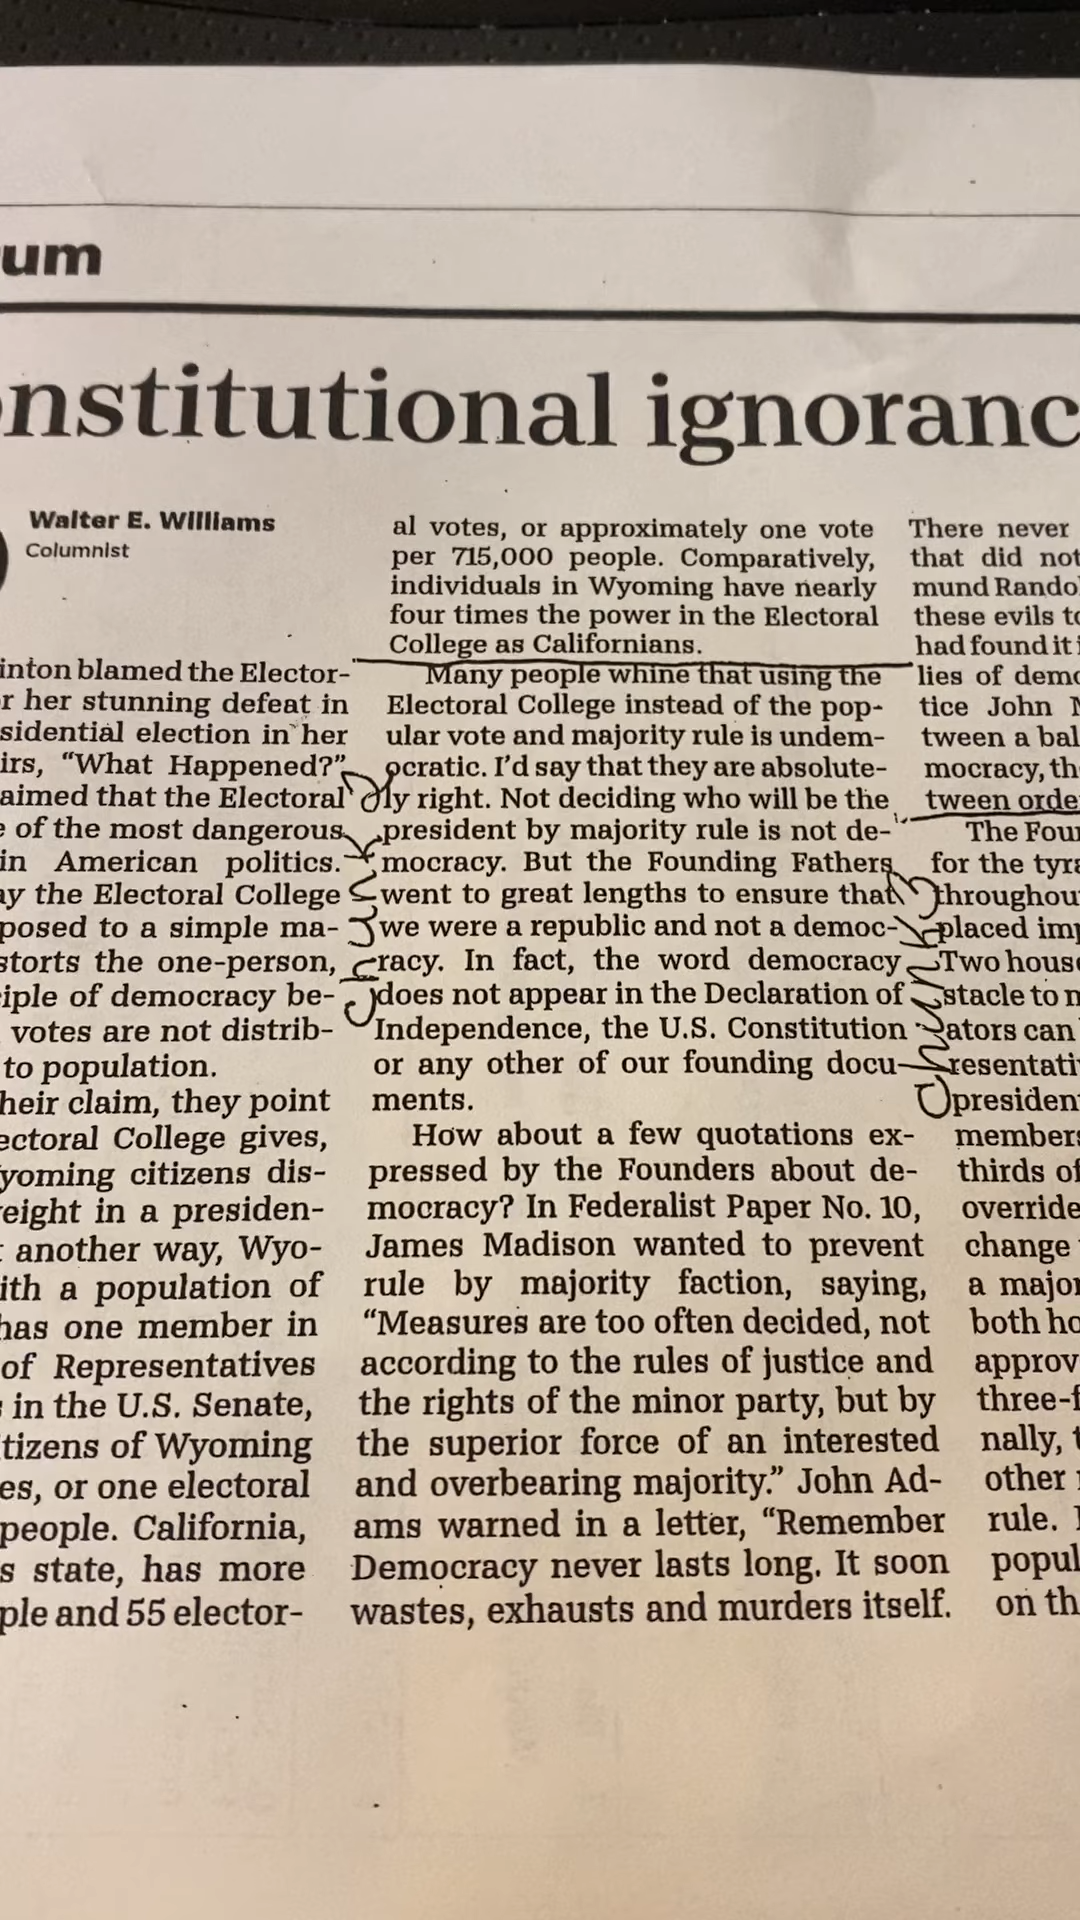 um
nstitutional ignoranc
Walter E. Williams
Columnist
inton blamed the Elector-
r her stunning defeat in
sidential election in her
irs, “What Happened?”
aimed that the Electoral
e of the most dangerous
in American politics.
ay the Electoral College
posed to a simple ma-
storts the one-person,
iple of democracy be-
votes are not distrib-
to population.
heir claim, they point
ectoral College gives,
yoming citizens dis-
eight in a presiden-
t another way, Wyo-
ith a population of
has one member in
of Representatives
s in the U.S. Senate,
tizens of Wyoming
es, or one electoral
people. California,
s state, has more
ple and 55 elector-
al votes, or approximately one vote
per 715,000 people. Comparatively,
individuals in Wyoming have nearly
four times the power in the Electoral
College as Californians.
Many people whine that using the
Electoral College instead of the pop-
ular vote and majority rule is undem-
ocratic. I’d say that they are absolute-
ly right. Not deciding who will be the
president by majority rule is not de-
mocracy. But the Founding Fathers
went to great lengths to ensure that
we were a republic and not a democ-
racy. In fact, the word democracy
does not appear in the Declaration of
Independence, the U.S. Constitution
or any other of our founding docu-
ments.
How about a few quotations ex-
pressed by the Founders about de-
mocracy? In Federalist Paper No. 10,
James Madison wanted to prevent
rule by majority faction, saying,
“Measures are too often decided, not
according to the rules of justice and
the rights of the minor party, but by
the superior force of an interested
and overbearing majority.” John Ad-
ams warned in a letter, “Remember
Democracy never lasts long. It soon
wastes, exhausts and murders itself.
There never
that did not
mund Rando
these evils to
had found it i
lies of demo
tice John M
tween a bal
mocracy, th
tween orde
The Four
for the tyra
throughou
placed imp
Two house
stacle to m
ators can
resentati
presiden
members
thirds of
override
change
a major
both ho
approv
three-f
nally, t
other
rule.
popul
on th